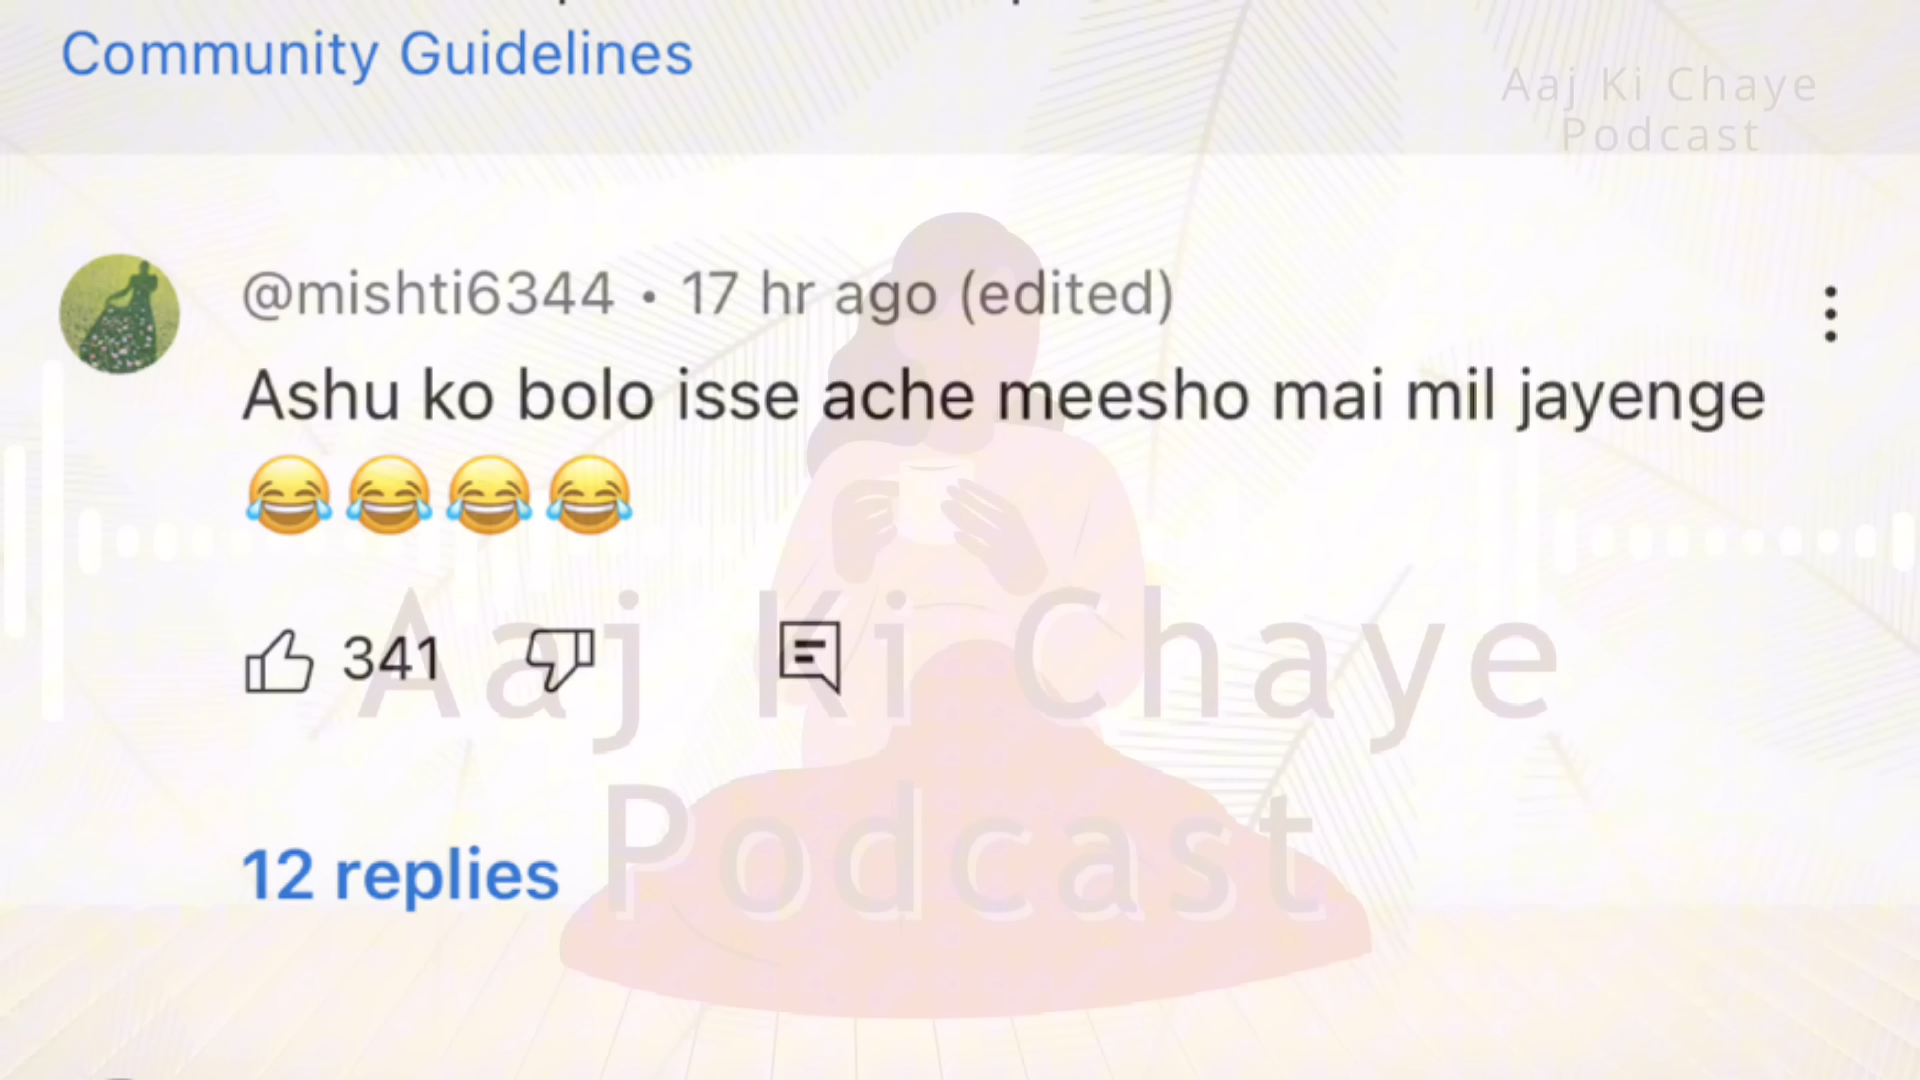 Community Guidelines
Aaj Ki Chaye
Podcast
@mishti6344 • 17 hr ago (edited)
Ashu ko bolo isse ache meesho mai mil jayenge
😂😂😂😂
341
Aaj Ki Chaye
Podcast
12 replies